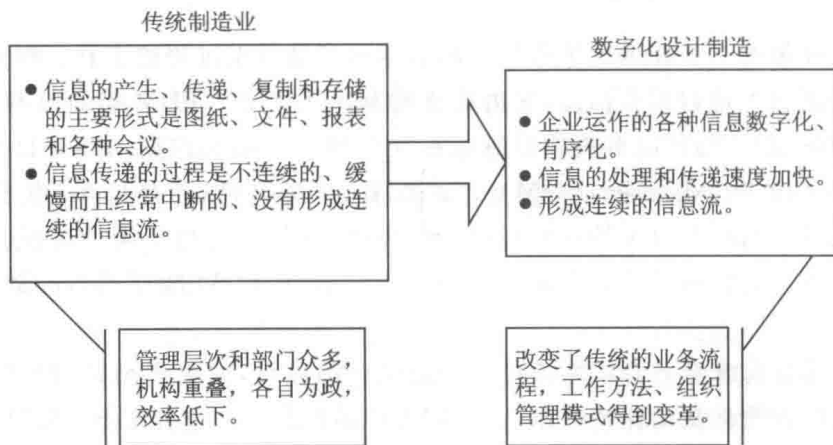 传统制造业
● 信息的产生、传递、复制和存储
的主要形式是图纸、文件、报表
和各种会议。
● 信息传递的过程是不连续的、缓
慢而且经常中断的、没有形成连
续的信息流。
管理层次和部门众多，
机构重叠，各自为政，
效率低下。
数字化设计制造
● 企业运作的各种信息数字化、
有序化。
● 信息的处理和传递速度加快。
● 形成连续的信息流。
改变了传统的业务流
程，工作方法、组织
管理模式得到变革。